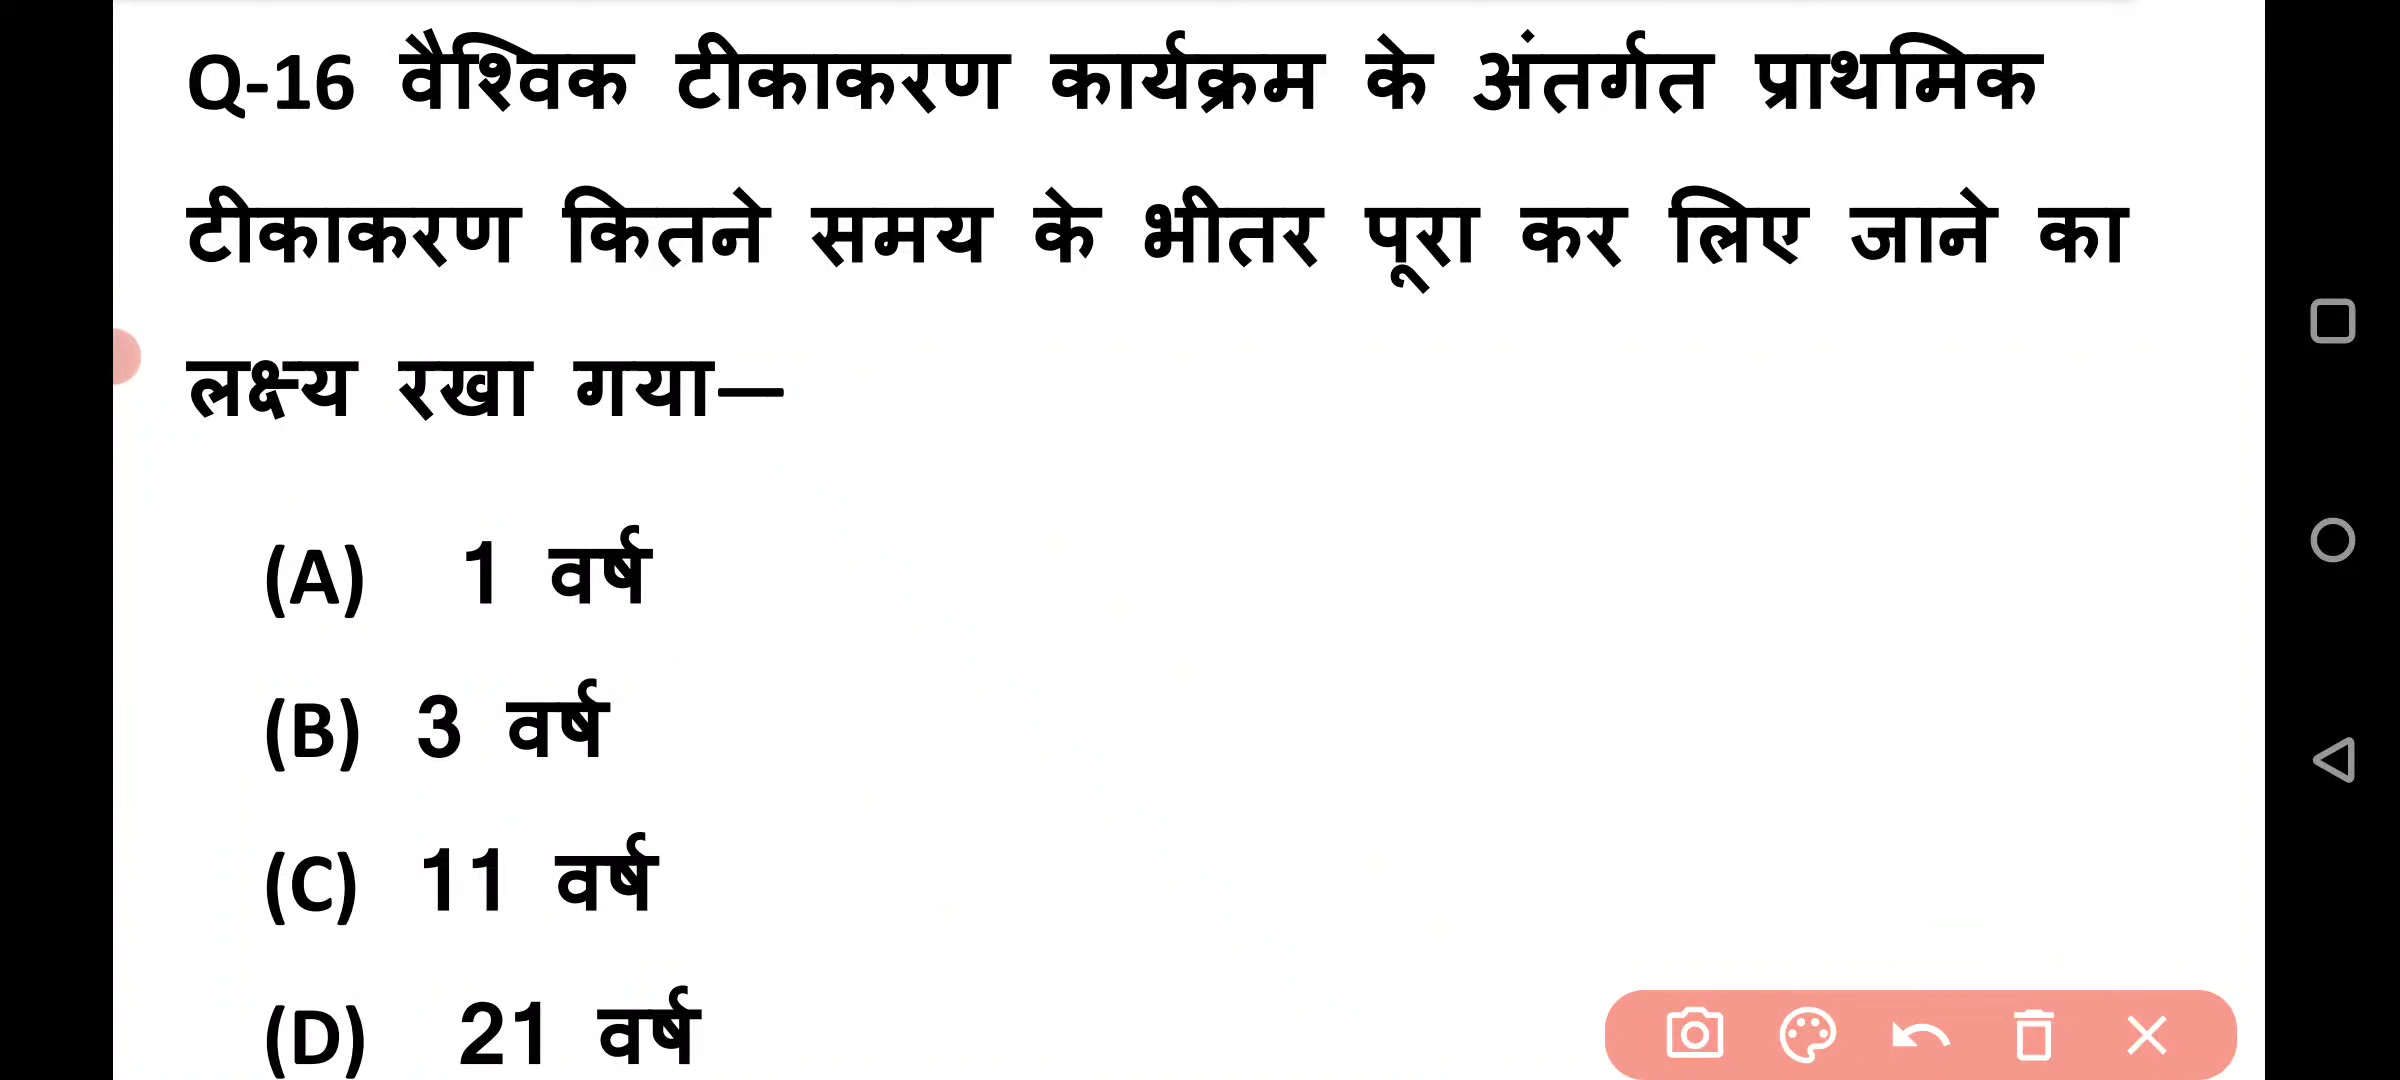 Q-16 वैश्विक टीकाकरण कार्यक्रम के अंतर्गत प्राथमिक
टीकाकरण कितने समय के भीतर पूरा कर लिए जाने का
लक्ष्य रखा गया—
(A) 1 वर्ष
(B) 3 वर्ष
(C) 11 वर्ष
(D) 21 वर्ष